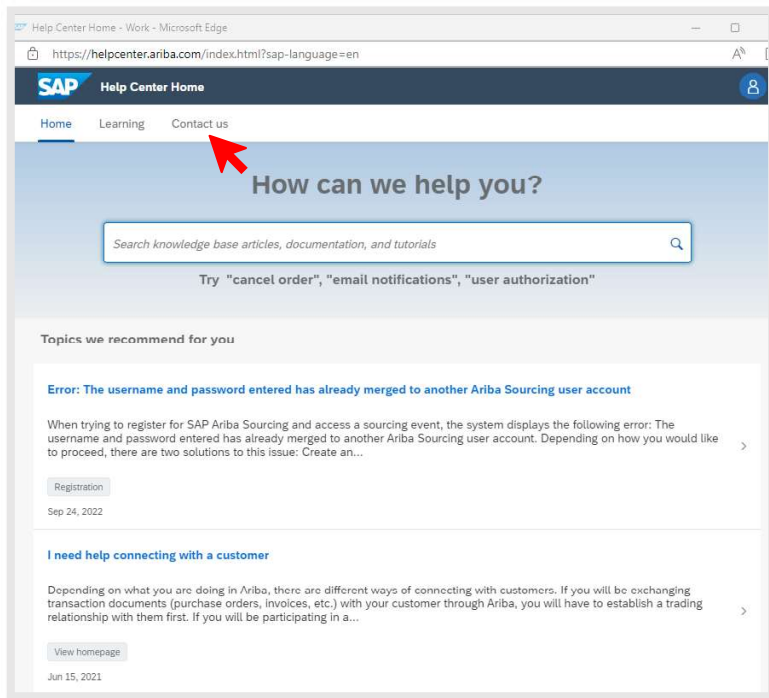 Help Center Home - Work - Microsoft Edge
https://helpcenter.ariba.com/index.html?sap-language=en
SAP Help Center Home
Home Learning Contact us
How can we help you?
Search knowledge base articles, documentation, and tutorials
Try "cancel order", "email notifications", "user authorization"
Topics we recommend for you
Error: The username and password entered has already merged to another Ariba Sourcing user account
When trying to register for SAP Ariba Sourcing and access a sourcing event, the system displays the following error: The
username and password entered has already merged to another Ariba Sourcing user account. Depending on how you would like
to proceed, there are two solutions to this issue: Create an...
Registration
Sep 24, 2022
I need help connecting with a customer
Depending on what you are doing in Ariba, there are different ways of connecting with customers. If you will be exchanging
transaction documents (purchase orders, invoices, etc.) with your customer through Ariba, you will have to establish a trading
relationship with them first. If you will be participating in a...
View homepage
Jun 15, 2021